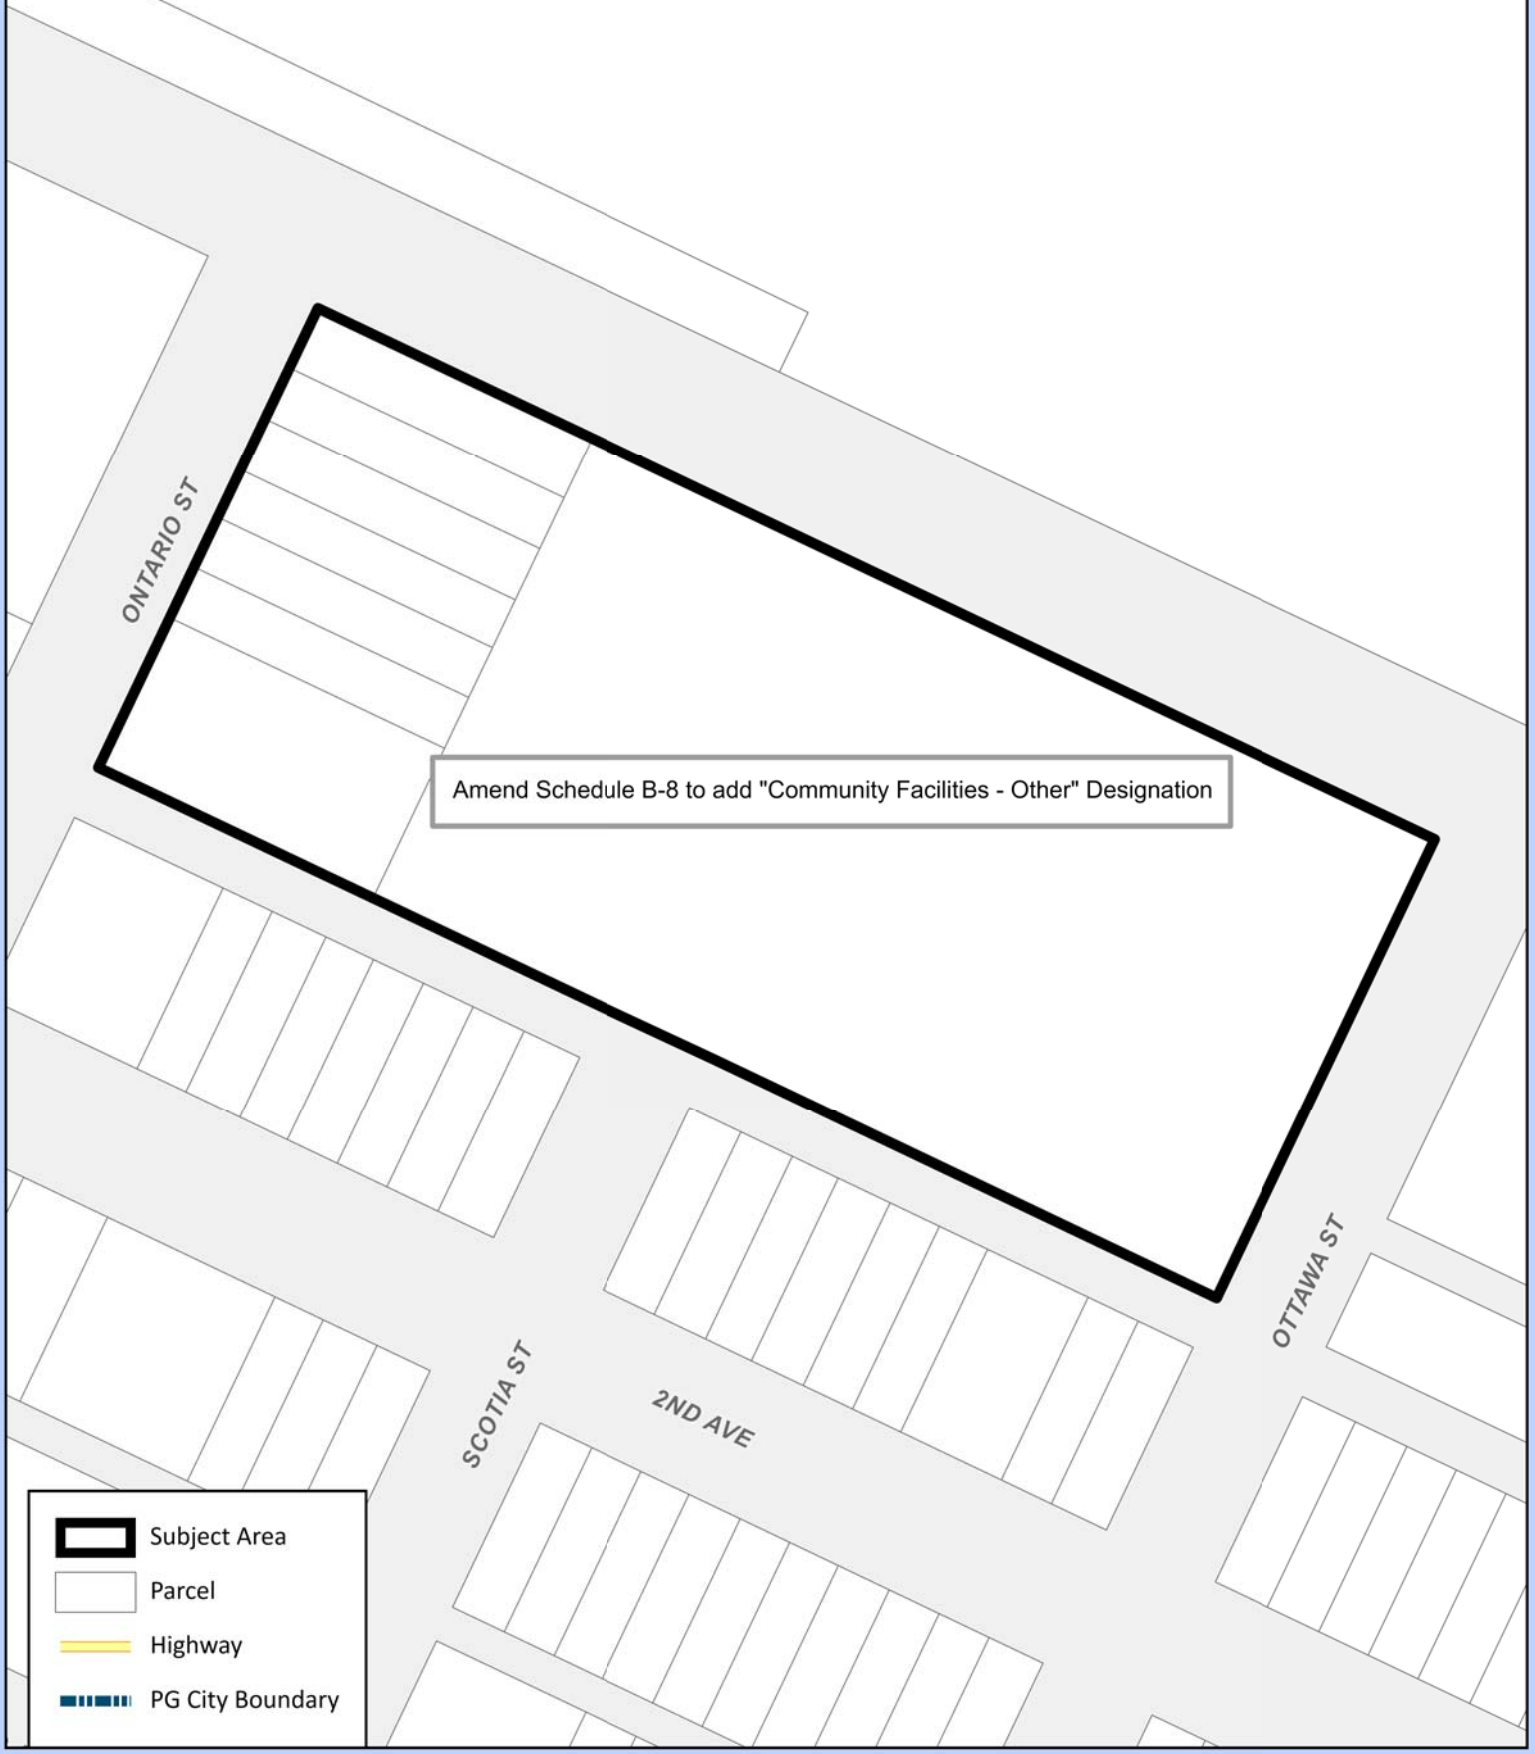 ONTARIO ST
Amend Schedule B-8 to add "Community Facilities - Other" Designation
OTTAWA ST
SCOTIA ST
2ND AVE
Subject Area
Parcel
Highway
PG City Boundary